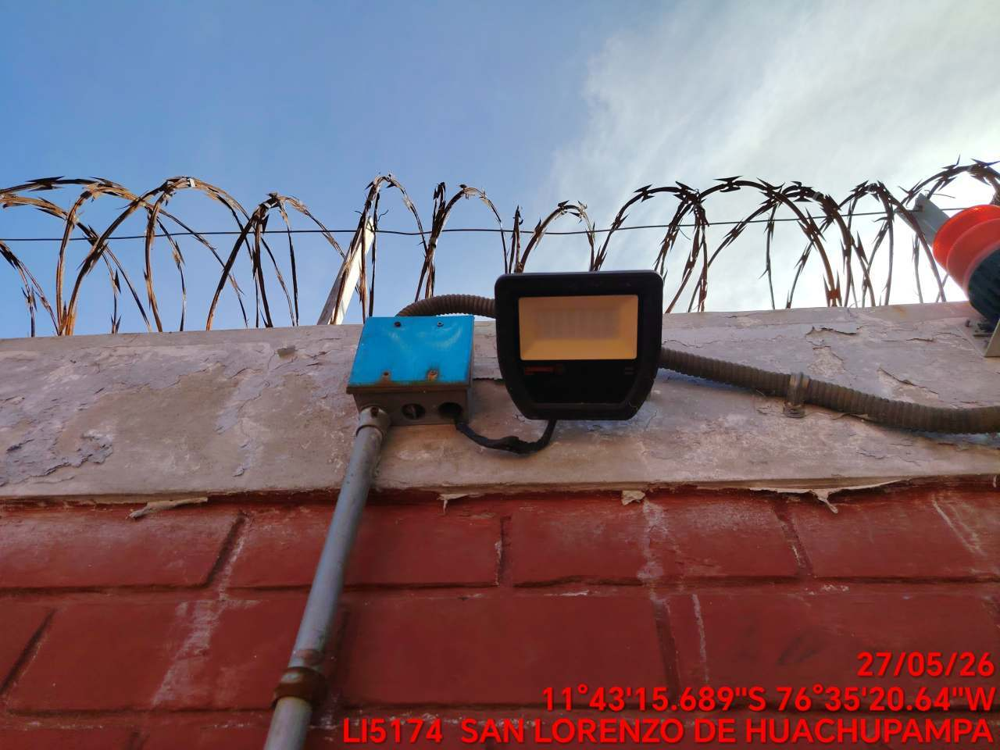 27/05/26
11°43'15.689"S 76°35'20.64"W
LI5174 SAN LORENZO DE HUACHUPAMPA